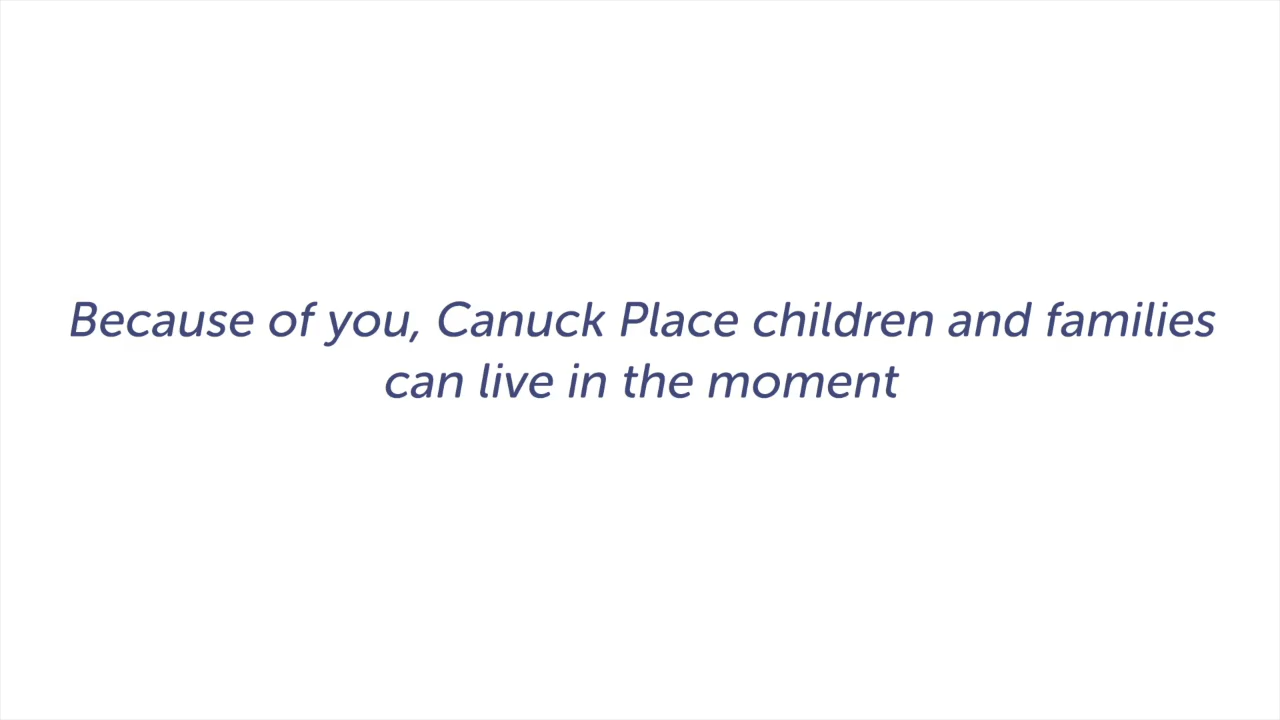 Because of you, Canuck Place children and families
can live in the moment